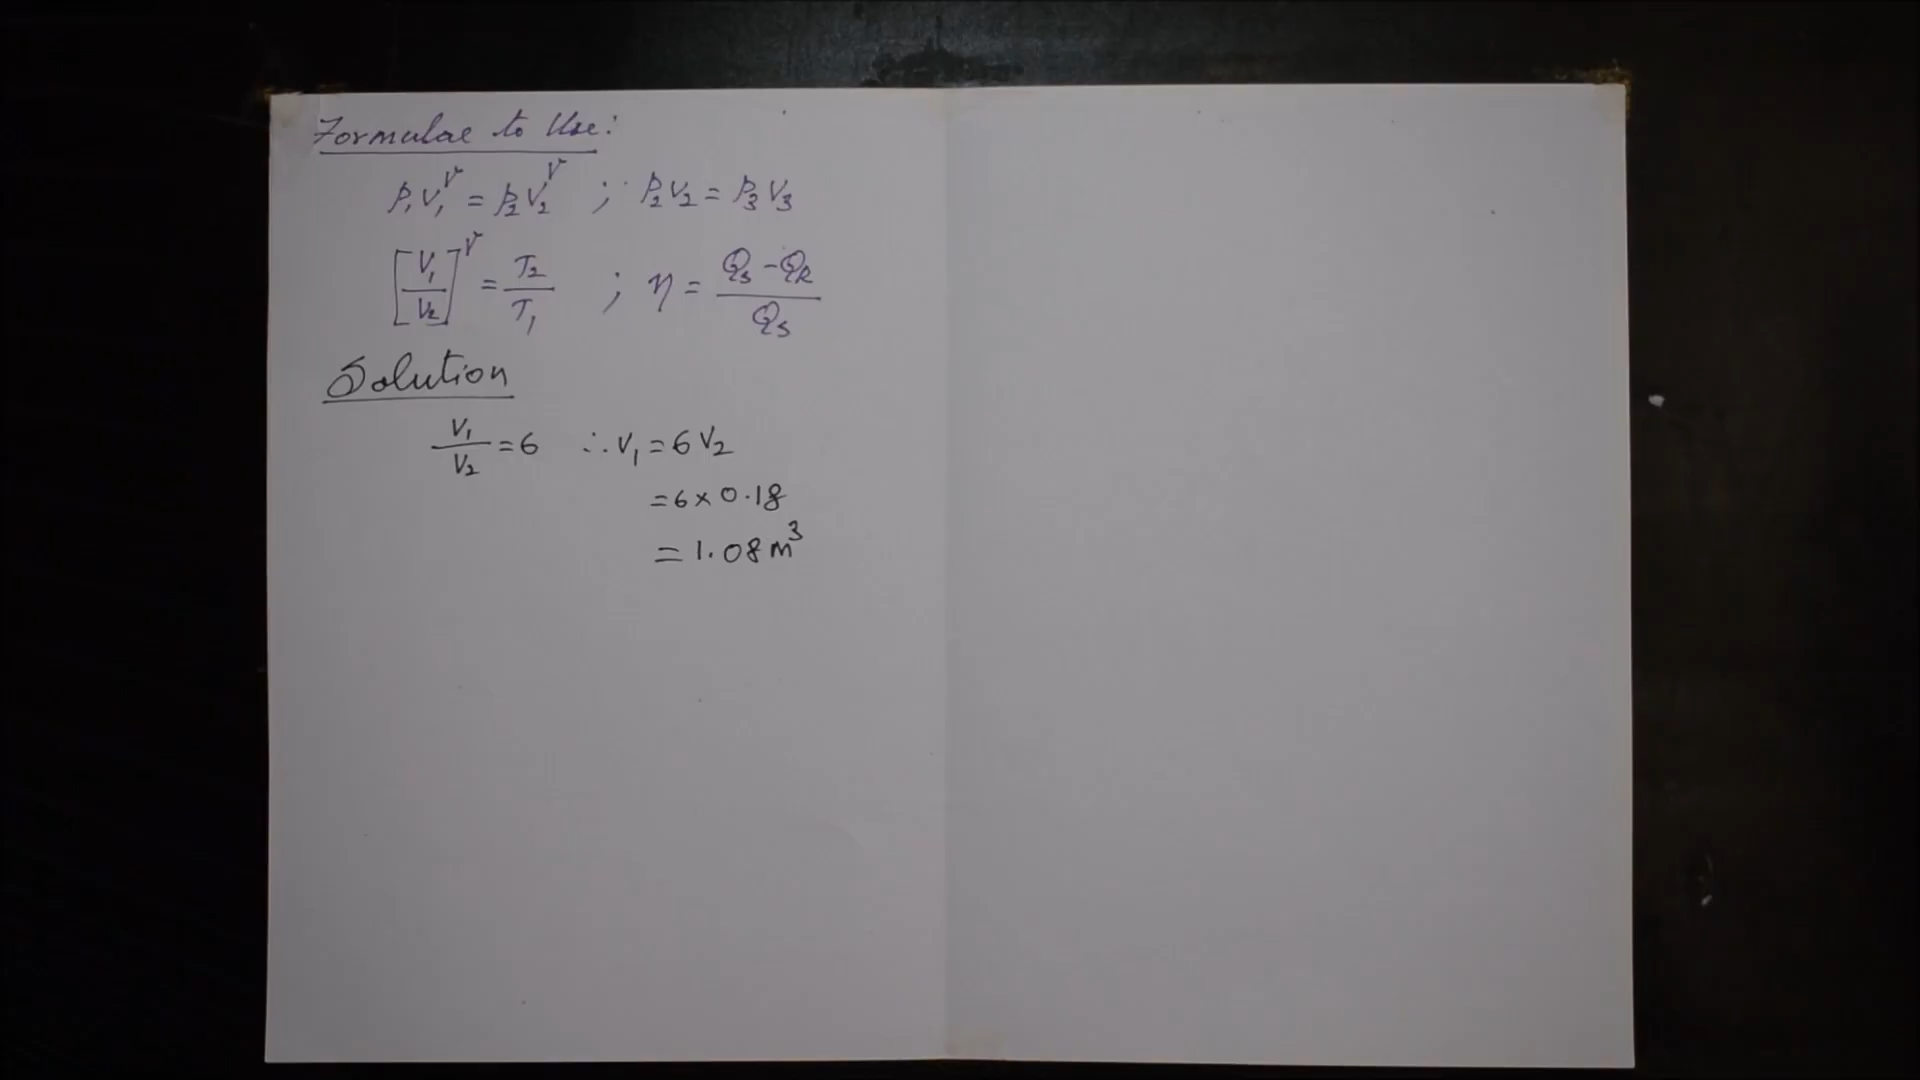 Formulae to Use:
P₁V₁^γ = P₂V₂^γ ; P₂V₂ = P₃V₃
[V₁/V₂]^γ = T₂/T₁ ; η = (Qs - QR)/Qs
Solution
V₁/V₂ = 6 ∴ V₁ = 6V₂
= 6 × 0.18
= 1.08 m³